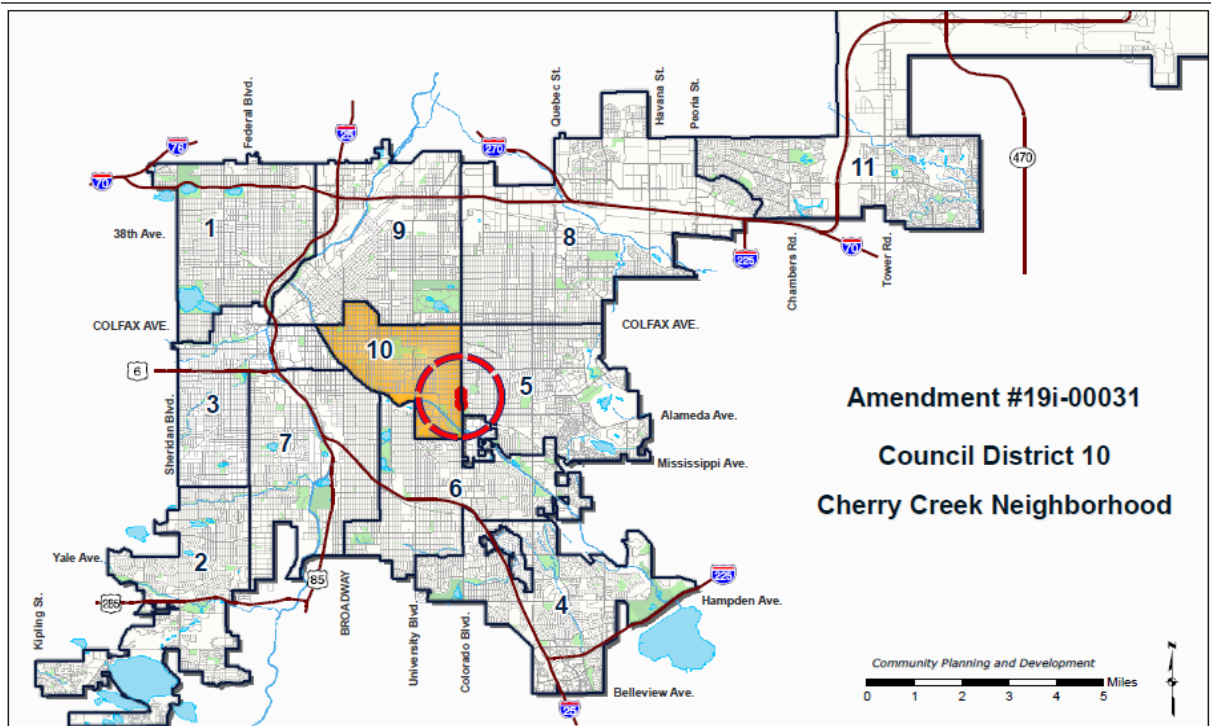 Federal Blvd.
Quebec St.
Havana St.
Peoria St.
76
25
270
70
470
11
1
9
8
38th Ave.
225
70
Chambers Rd.
Tower Rd.
COLFAX AVE.
COLFAX AVE.
10
6
5
3
Sheridan Blvd.
7
Alameda Ave.
Mississippi Ave.
6
Amendment #19i-00031
Council District 10
Cherry Creek Neighborhood
Yale Ave.
2
85
BROADWAY
University Blvd.
Colorado Blvd.
225
285
Kipling St.
4
Hampden Ave.
Belleview Ave.
25
Community Planning and Development
Miles
0 1 2 3 4 5
N